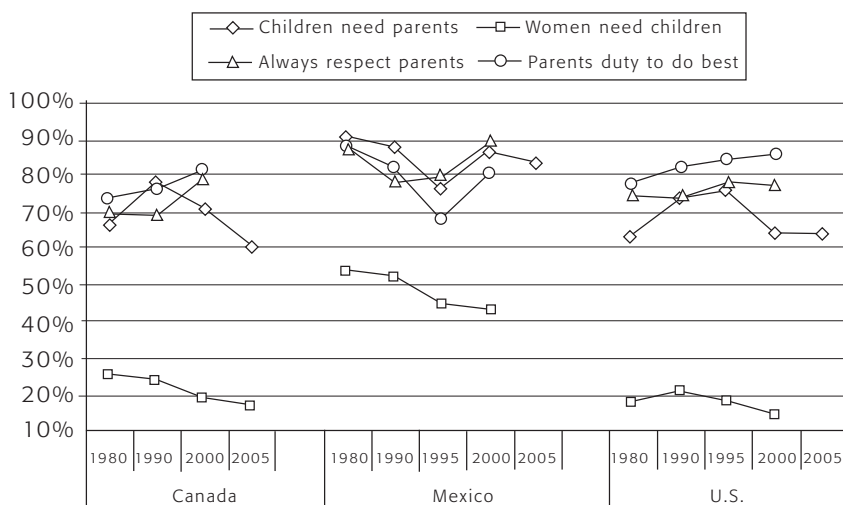 Children need parents Women need children
Always respect parents Parents duty to do best
100%
90%
80%
70%
60%
50%
40%
30%
20%
10%
1980 1990 2000 2005 1980 1990 1995 2000 2005 1980 1990 1995 2000 2005
Canada Mexico U.S.